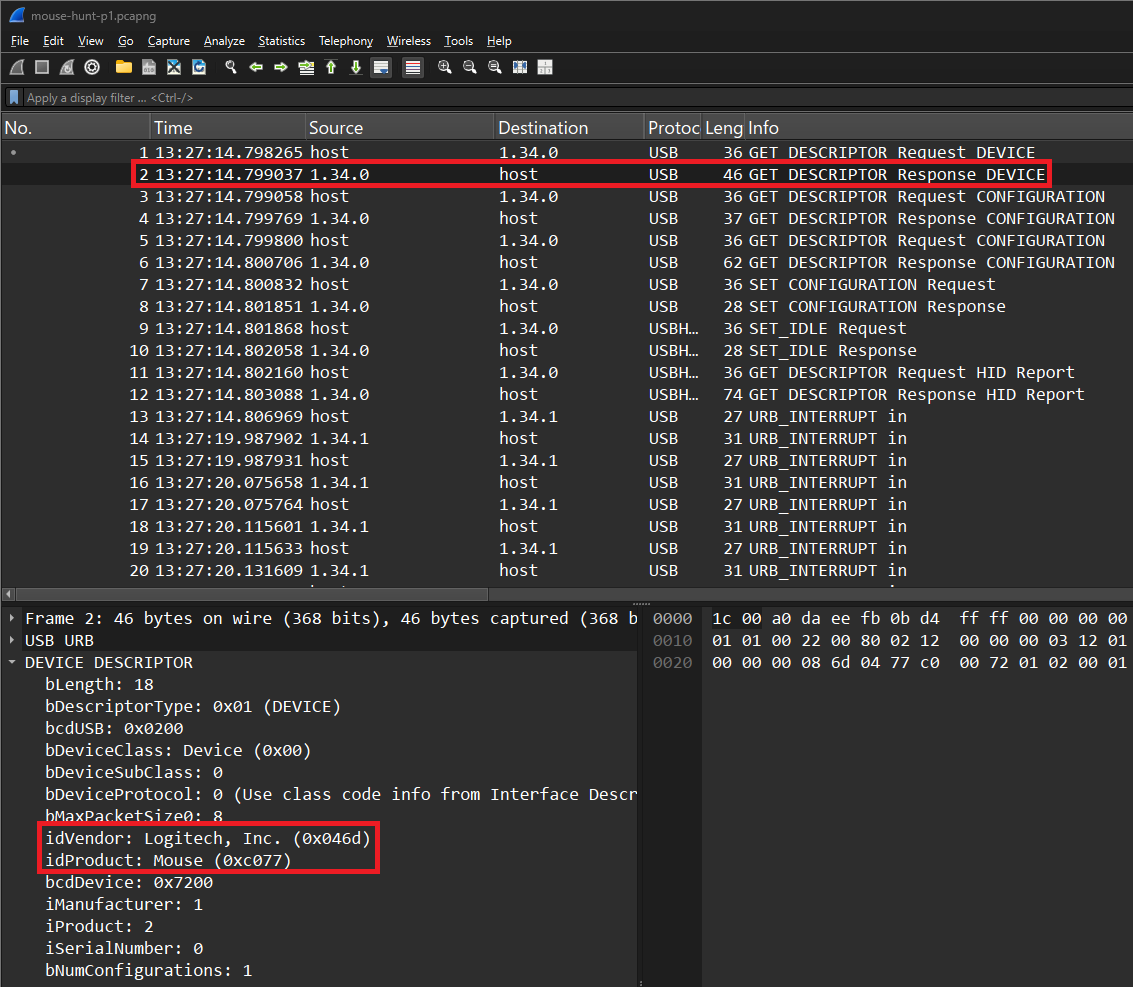 mouse-hunt-p1.pcapng
File Edit View Go Capture Analyze Statistics Telephony Wireless Tools Help
Apply a display filter ... <Ctrl-/>
No. Time Source Destination Protoc Leng Info
1 13:27:14.798265 host 1.34.0 USB 36 GET DESCRIPTOR Request DEVICE
2 13:27:14.799037 1.34.0 host USB 46 GET DESCRIPTOR Response DEVICE
3 13:27:14.799058 host 1.34.0 USB 36 GET DESCRIPTOR Request CONFIGURATION
4 13:27:14.799769 1.34.0 host USB 37 GET DESCRIPTOR Response CONFIGURATION
5 13:27:14.799800 host 1.34.0 USB 36 GET DESCRIPTOR Request CONFIGURATION
6 13:27:14.800706 1.34.0 host USB 62 GET DESCRIPTOR Response CONFIGURATION
7 13:27:14.800832 host 1.34.0 USB 36 SET CONFIGURATION Request
8 13:27:14.801851 1.34.0 host USB 28 SET CONFIGURATION Response
9 13:27:14.801868 host 1.34.0 USBH… 36 SET_IDLE Request
10 13:27:14.802058 1.34.0 host USBH… 28 SET_IDLE Response
11 13:27:14.802160 host 1.34.0 USBH… 36 GET DESCRIPTOR Request HID Report
12 13:27:14.803088 1.34.0 host USBH… 74 GET DESCRIPTOR Response HID Report
13 13:27:14.806969 host 1.34.1 USB 27 URB_INTERRUPT in
14 13:27:19.987902 1.34.1 host USB 31 URB_INTERRUPT in
15 13:27:19.987931 host 1.34.1 USB 27 URB_INTERRUPT in
16 13:27:20.075658 1.34.1 host USB 31 URB_INTERRUPT in
17 13:27:20.075764 host 1.34.1 USB 27 URB_INTERRUPT in
18 13:27:20.115601 1.34.1 host USB 31 URB_INTERRUPT in
19 13:27:20.115633 host 1.34.1 USB 27 URB_INTERRUPT in
20 13:27:20.131609 1.34.1 host USB 31 URB_INTERRUPT in
Frame 2: 46 bytes on wire (368 bits), 46 bytes captured (368 b
USB URB
DEVICE DESCRIPTOR
bLength: 18
bDescriptorType: 0x01 (DEVICE)
bcdUSB: 0x0200
bDeviceClass: Device (0x00)
bDeviceSubClass: 0
bDeviceProtocol: 0 (Use class code info from Interface Descr
bMaxPacketSize0: 8
idVendor: Logitech, Inc. (0x046d)
idProduct: Mouse (0xc077)
bcdDevice: 0x7200
iManufacturer: 1
iProduct: 2
iSerialNumber: 0
bNumConfigurations: 1
0000 1c 00 a0 da ee fb 0b d4 ff ff 00 00 00 00
0010 01 01 00 22 00 80 02 12 00 00 00 03 12 01
0020 00 00 00 08 6d 04 77 c0 00 72 01 02 00 01